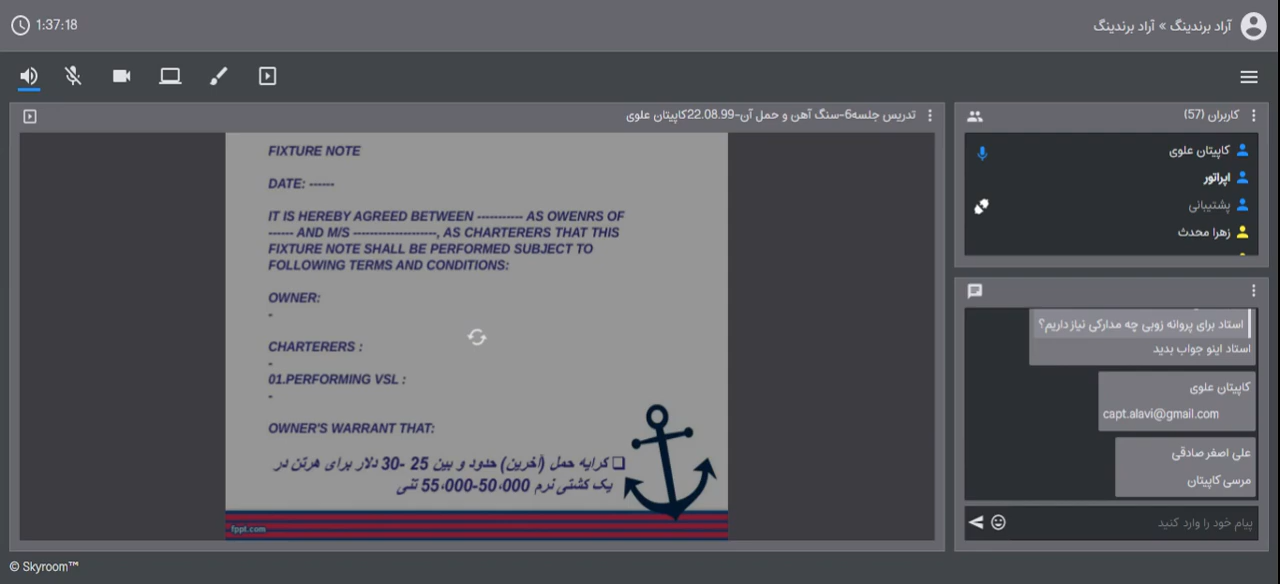 1:37:18
آراد برندینگ » آراد برندینگ
تدریس جلسه6-سنگ آهن و حمل آن-22.08.99کاپیتان علوی
FIXTURE NOTE
DATE: ------
IT IS HEREBY AGREED BETWEEN ----------- AS OWENRS OF
------ AND M/S --------------------, AS CHARTERERS THAT THIS
FIXTURE NOTE SHALL BE PERFORMED SUBJECT TO
FOLLOWING TERMS AND CONDITIONS:
OWNER:
-
CHARTERERS :
-
01.PERFORMING VSL :
-
OWNER'S WARRANT THAT:
کرایه حمل (آخرین) حدود و بین 25 -30 دلار برای هرتن در
یک کشتی نرم 50،000-55،000 تنی
fppt.com
کاربران (57)
کاپیتان علوی
اپراتور
پشتیبانی
زهرا محدث
استاد برای پروانه زوبی چه مدارکی نیاز داریم؟
استاد اینو جواب بدید
کاپیتان علوی
capt.alavi@gmail.com
علی اصغر صادقی
مرسی کاپیتان
پیام خود را وارد کنید
© Skyroom™